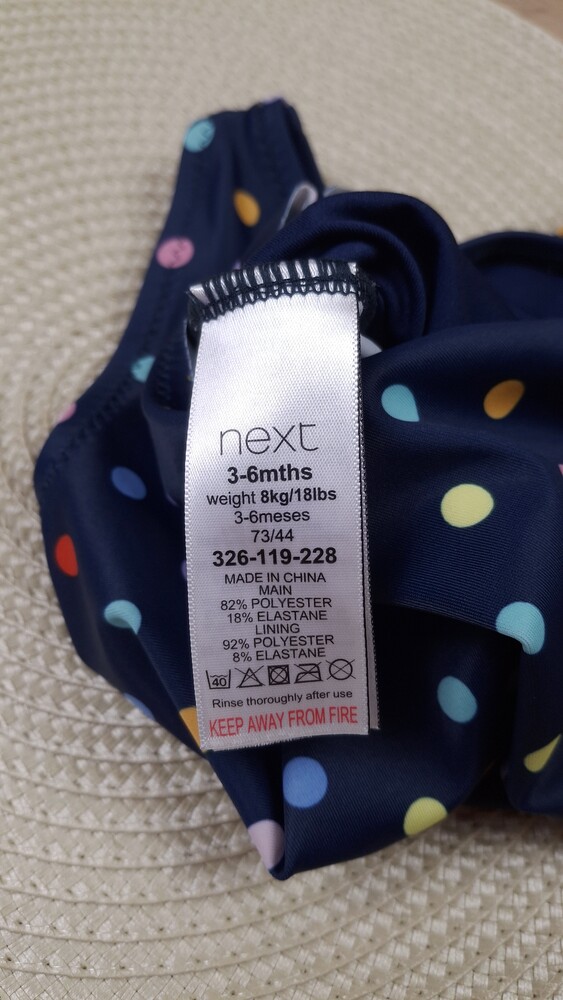 next
3-6mths
weight 8kg/18lbs
3-6meses
73/44
326-119-228
MADE IN CHINA
MAIN
82% POLYESTER
18% ELASTANE
LINING
92% POLYESTER
8% ELASTANE
40
Rinse thoroughly after use
KEEP AWAY FROM FIRE